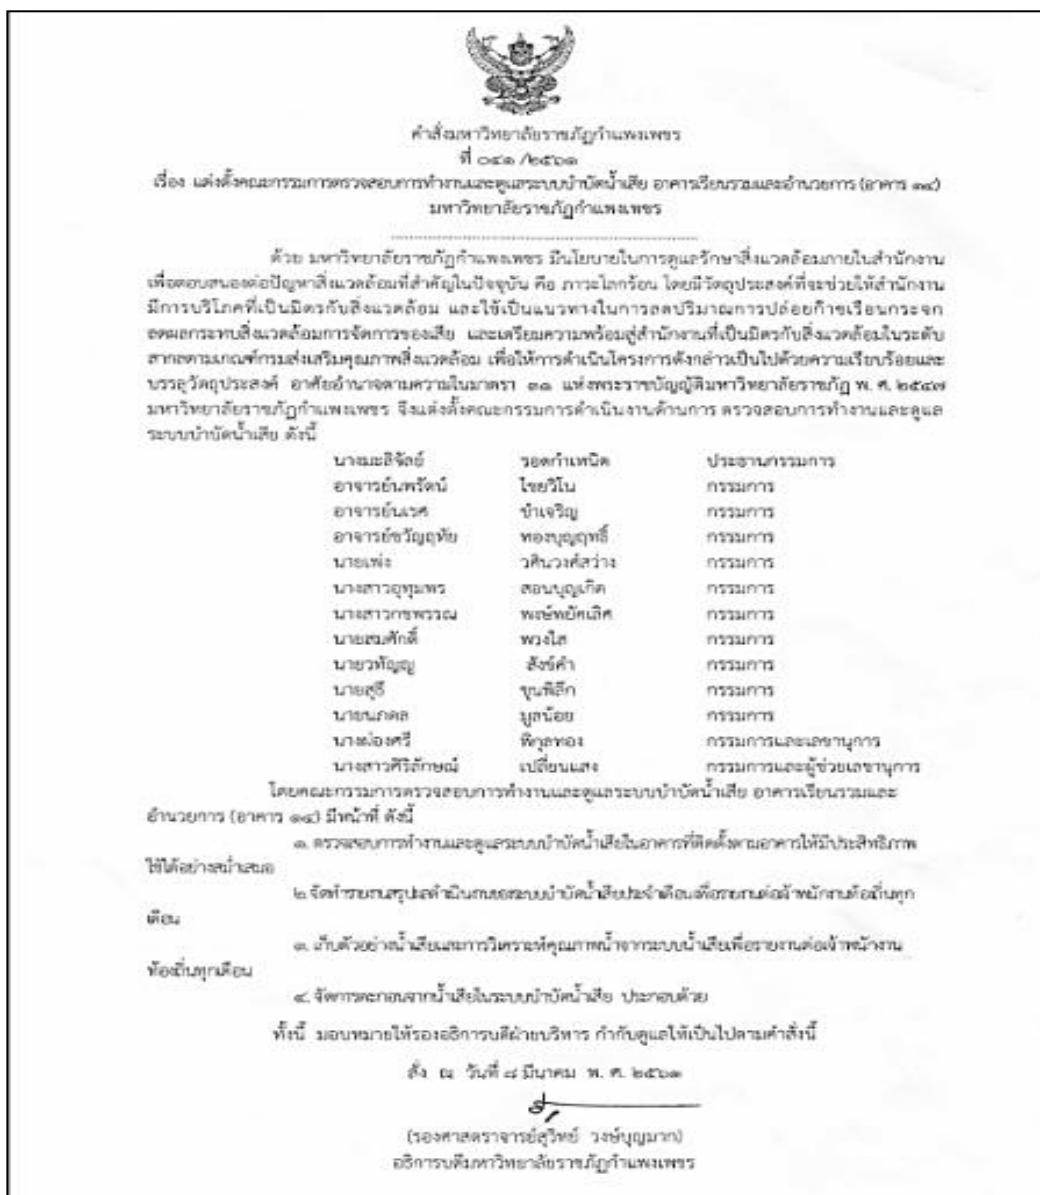 คำสั่งมหาวิทยาลัยราชภัฏกำแพงเพชร
ที่ ๐๔๑ /๒๕๖๑
เรื่อง แต่งตั้งคณะกรรมการตรวจสอบการทำงานและดูแลระบบบำบัดน้ำเสีย อาคารเรียนรวมและอำนวยการ (อาคาร ๑๔)
มหาวิทยาลัยราชภัฏกำแพงเพชร
ด้วย มหาวิทยาลัยราชภัฏกำแพงเพชร มีนโยบายในการดูแลรักษาสิ่งแวดล้อมภายในสำนักงาน
เพื่อตอบสนองต่อปัญหาสิ่งแวดล้อมที่สำคัญในปัจจุบัน คือ ภาวะโลกร้อน โดยมีวัตถุประสงค์ที่จะช่วยให้สำนักงาน
มีการบริโภคที่เป็นมิตรกับสิ่งแวดล้อม และใช้เป็นแนวทางในการลดปริมาณการปล่อยก๊าซเรือนกระจก
ลดผลกระทบสิ่งแวดล้อมการจัดการของเสีย และเตรียมความพร้อมสู่สำนักงานที่เป็นมิตรกับสิ่งแวดล้อมในระดับ
สากลตามเกณฑ์กรมส่งเสริมคุณภาพสิ่งแวดล้อม เพื่อให้การดำเนินโครงการดังกล่าวเป็นไปด้วยความเรียบร้อยและ
บรรลุวัตถุประสงค์ อาศัยอำนาจตามความในมาตรา ๓๑ แห่งพระราชบัญญัติมหาวิทยาลัยราชภัฏ พ. ศ. ๒๕๔๗
มหาวิทยาลัยราชภัฏกำแพงเพชร จึงแต่งตั้งคณะกรรมการดำเนินงานด้านการ ตรวจสอบการทำงานและดูแล
ระบบบำบัดน้ำเสีย ดังนี้
นางมะลิจัลย์ รอดกำเหนิด ประธานกรรมการ
อาจารย์นพรัตน์ ไชยวิโน กรรมการ
อาจารย์นเรศ ขำเจริญ กรรมการ
อาจารย์ขวัญฤทัย ทองบุญฤทธิ์ กรรมการ
นายเพ่ง วศินวงศ์สว่าง กรรมการ
นางสาวอุทุมพร สอนบุญเกิด กรรมการ
นางสาวกชพรรณ พงษ์พยัคเลิศ กรรมการ
นายสมศักดิ์ พวงใส กรรมการ
นายวทัญญู สังข์คำ กรรมการ
นายสุธี ขุนพิลึก กรรมการ
นายนภดล มูลน้อย กรรมการ
นางผ่องศรี พิกุลทอง กรรมการและเลขานุการ
นางสาวศิริลักษณ์ เปลี่ยนแสง กรรมการและผู้ช่วยเลขานุการ
โดยคณะกรรมการตรวจสอบการทำงานและดูแลระบบบำบัดน้ำเสีย อาคารเรียนรวมและ
อำนวยการ (อาคาร ๑๔) มีหน้าที่ ดังนี้
๑. ตรวจสอบการทำงานและดูแลระบบบำบัดน้ำเสียในอาคารที่ติดตั้งตามอาคารให้มีประสิทธิภาพ
ใช้ได้อย่างสม่ำเสมอ
๒. จัดทำรายงานสรุปผลดำเนินงานของระบบบำบัดน้ำเสียประจำเดือนเพื่อรายงานต่อเจ้าพนักงานท้องถิ่นทุก
เดือน
๓. เก็บตัวอย่างน้ำเสียและการวิเคราะห์คุณภาพน้ำจากระบบน้ำเสียเพื่อรายงานต่อเจ้าพนักงาน
ท้องถิ่นทุกเดือน
๔. จัดการตะกอนจากน้ำเสียในระบบบำบัดน้ำเสีย ประกอบด้วย
ทั้งนี้ มอบหมายให้รองอธิการบดีฝ่ายบริหาร กำกับดูแลให้เป็นไปตามคำสั่งนี้
สั่ง ณ วันที่ ๘ มีนาคม พ. ศ. ๒๕๖๑
(รองศาสตราจารย์สุวิทย์ วงษ์บุญมาก)
อธิการบดีมหาวิทยาลัยราชภัฏกำแพงเพชร